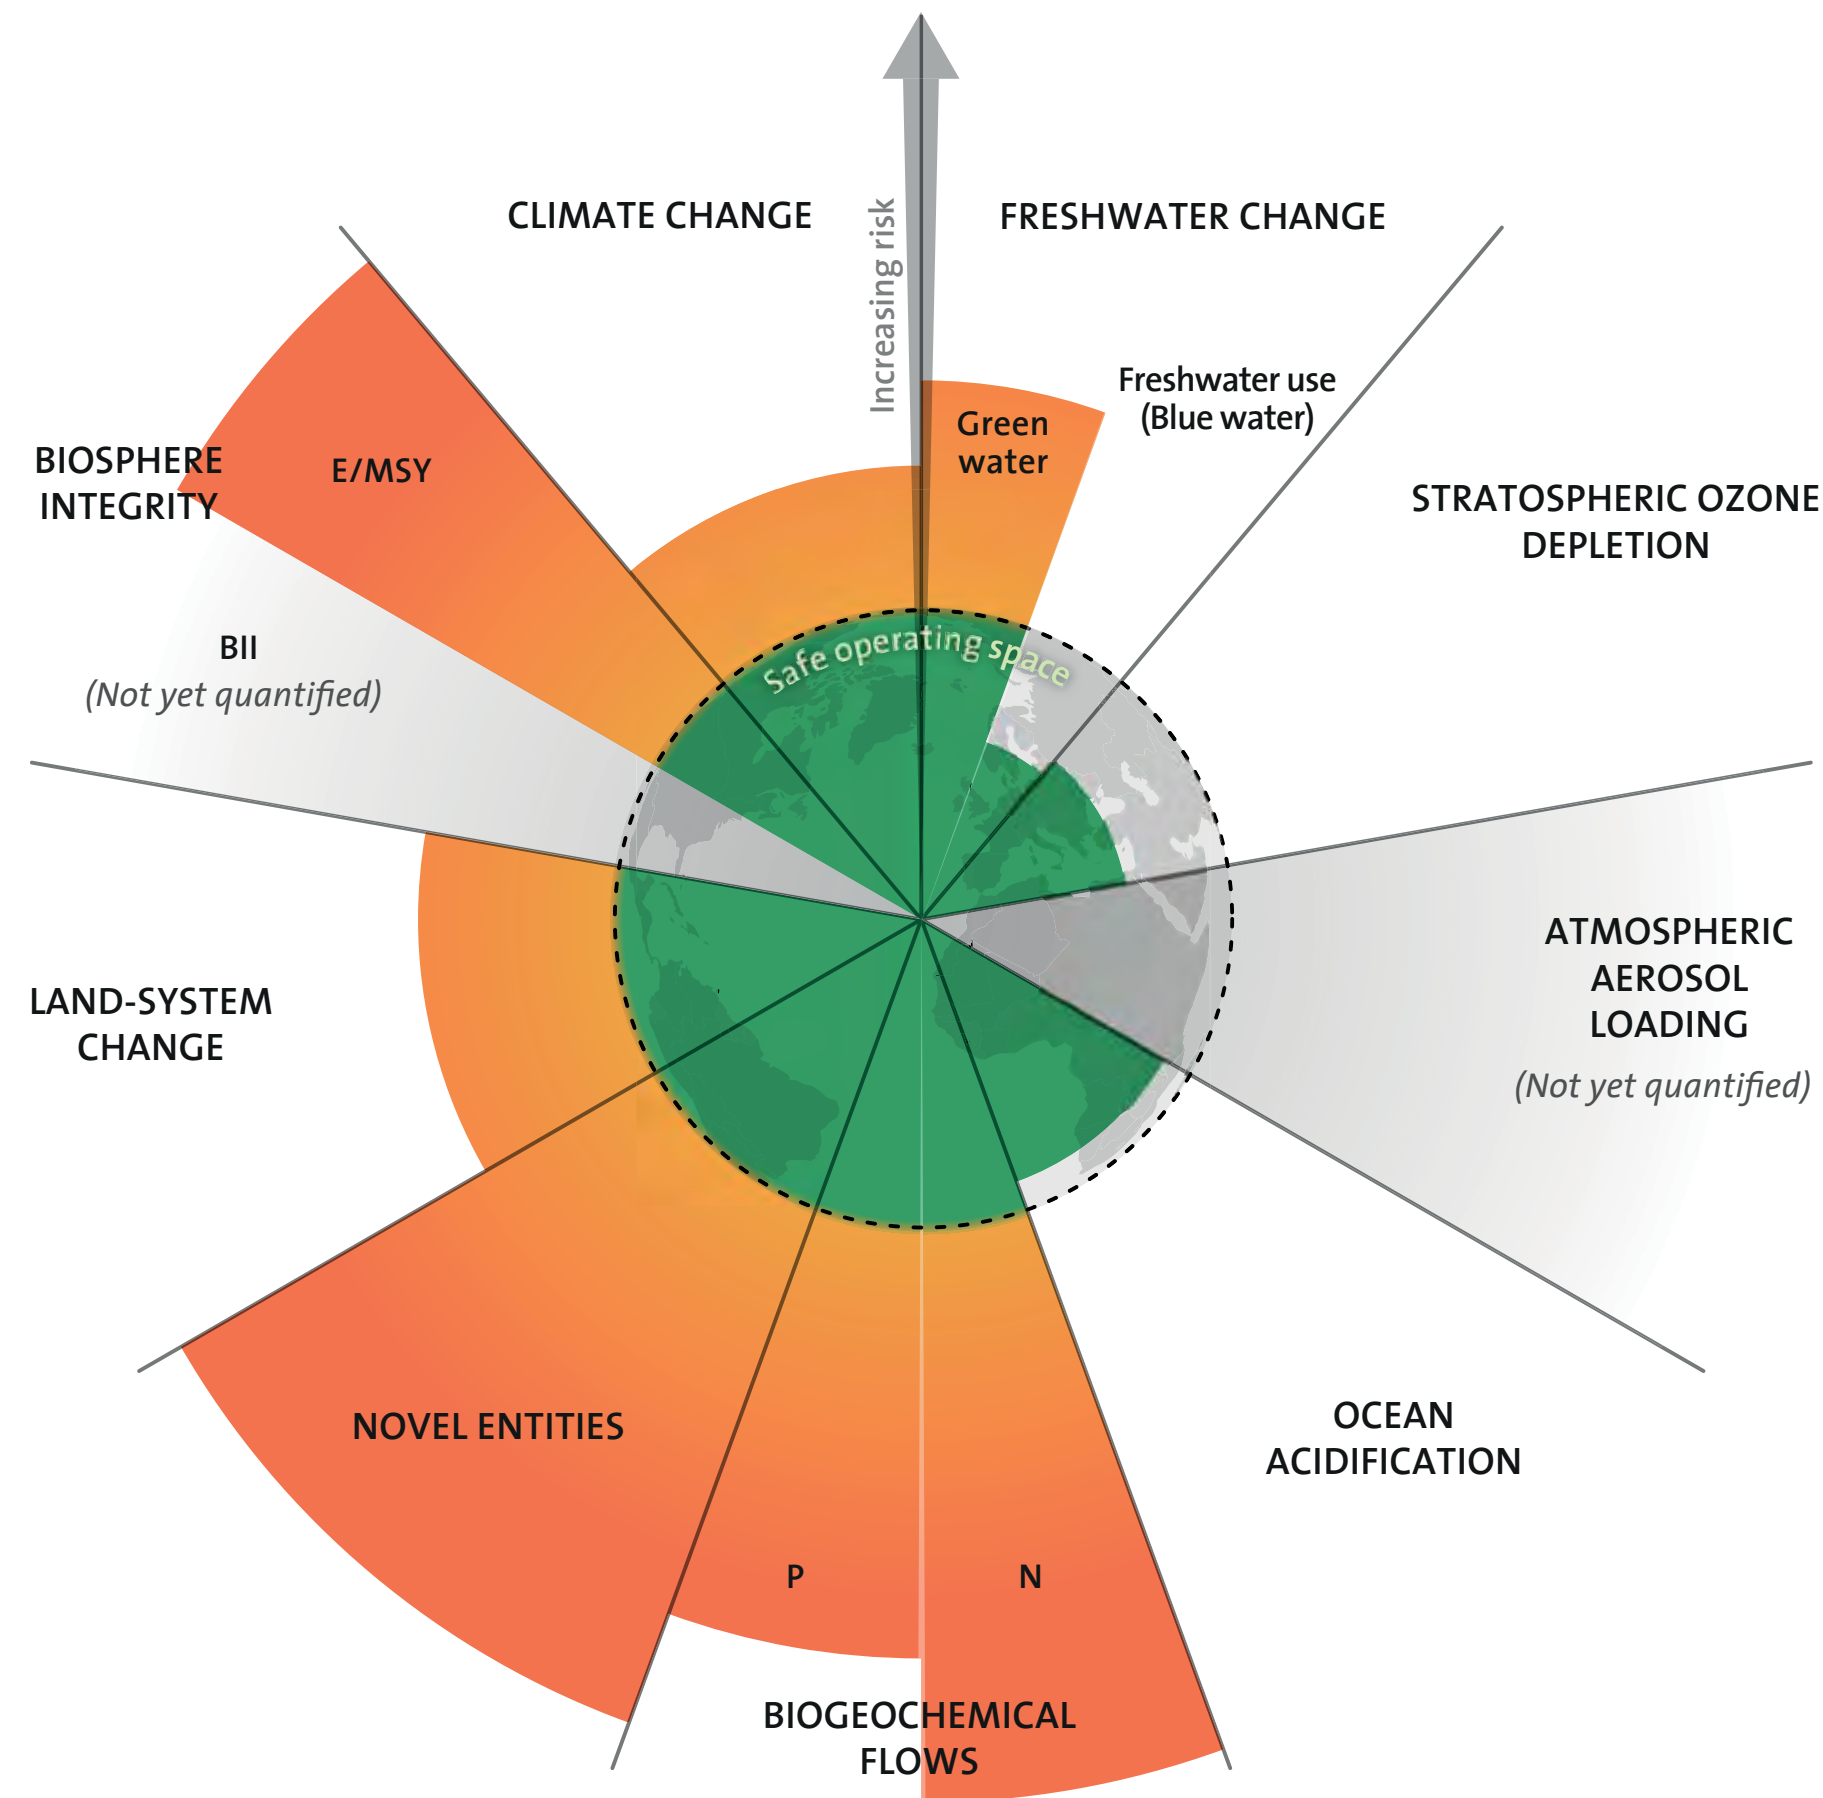 CLIMATE CHANGE
Increasing risk
FRESHWATER CHANGE
Freshwater use
(Blue water)
Green
water
STRATOSPHERIC OZONE
DEPLETION
BIOSPHERE
INTEGRITY
E/MSY
BII
(Not yet quantified)
Safe operating space
ATMOSPHERIC
AEROSOL
LOADING
(Not yet quantified)
LAND-SYSTEM
CHANGE
OCEAN
ACIDIFICATION
NOVEL ENTITIES
P
N
BIOGEOCHEMICAL
FLOWS